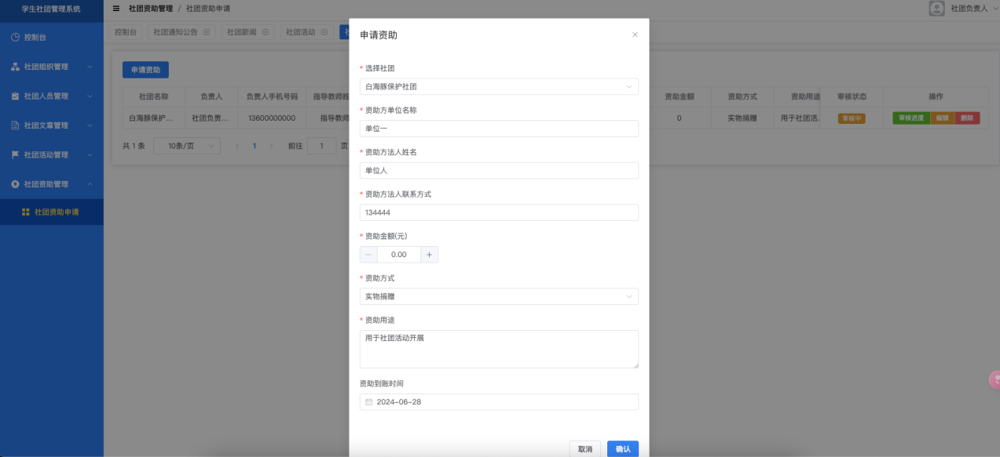 学生社团管理系统
社团资助管理 / 社团资助申请
社团负责人
控制台
社团组织管理
社团人员管理
社团文章管理
社团活动管理
社团资助管理
社团资助申请
控制台
社团通知公告
社团新闻
社团活动
申请资助
社团名称 负责人 负责人手机号码 指导教师姓
白海豚保护... 社团负责... 13600000000 指导教师
共 1 条 10条/页 1 前往 1 页
资助金额 资助方式 资助用途 审核状态 操作
0 实物捐赠 用于社团活. 审核中 审核进度 编辑 删除
申请资助
* 选择社团
白海豚保护社团
* 资助方单位名称
单位一
* 资助方法人姓名
单位人
* 资助方法人联系方式
134444
* 资助金额(元)
0.00
* 资助方式
实物捐赠
* 资助用途
用于社团活动开展
资助到账时间
2024-06-28
取消 确认